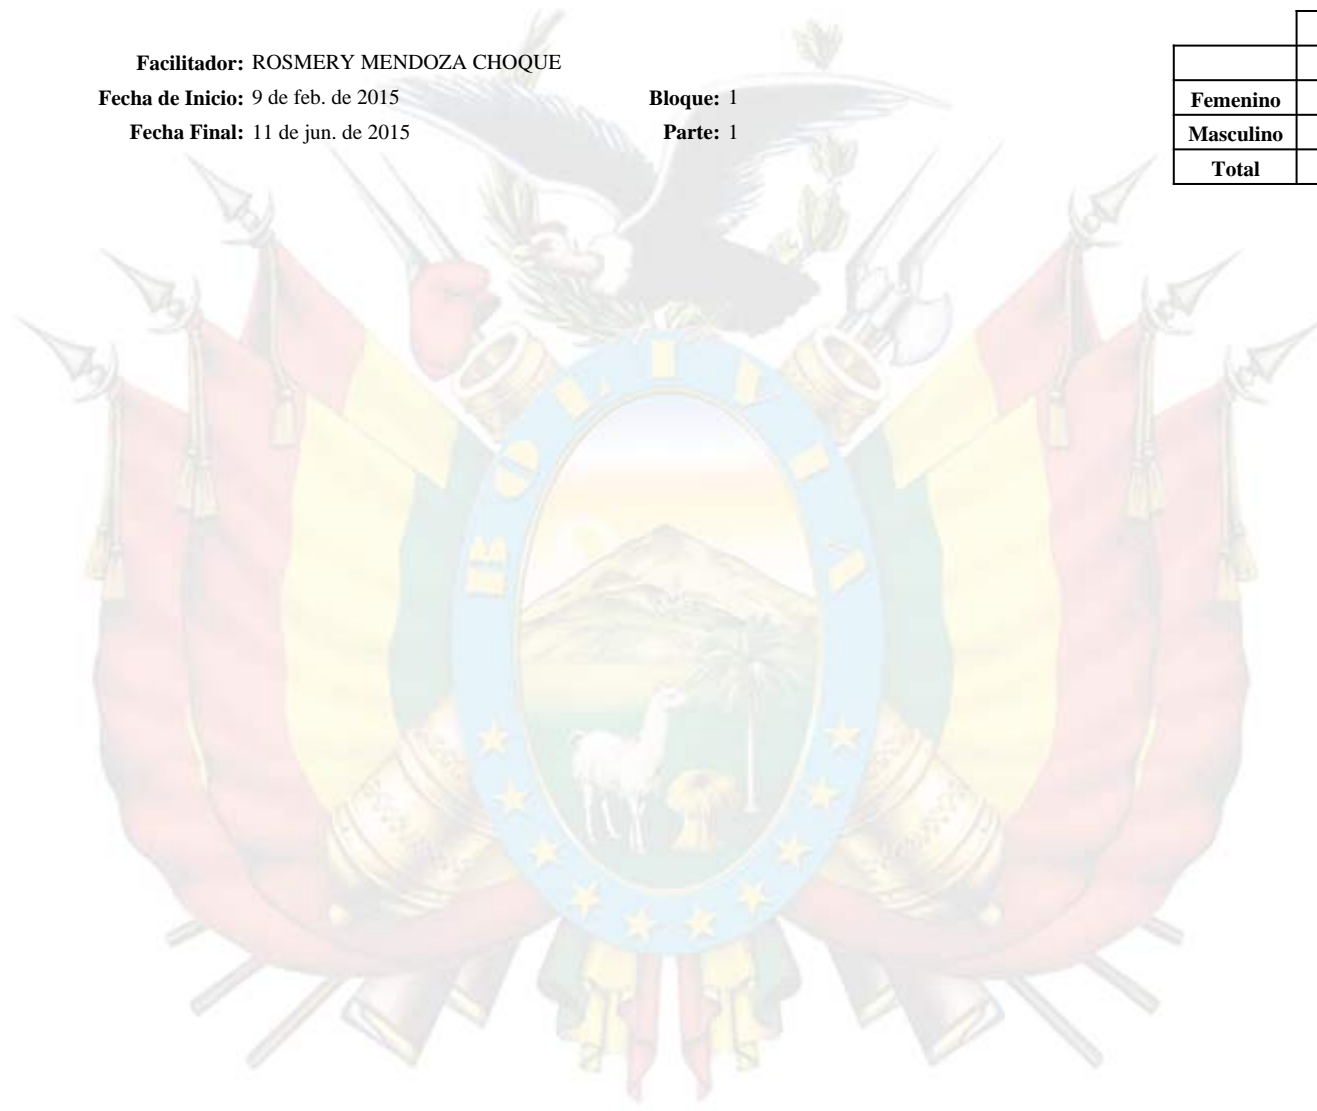 Facilitador: ROSMERY MENDOZA CHOQUE
Fecha de Inicio: 9 de feb. de 2015 Bloque: 1
Fecha Final: 11 de jun. de 2015 Parte: 1
Femenino
Masculino
Total
BOLIVIA